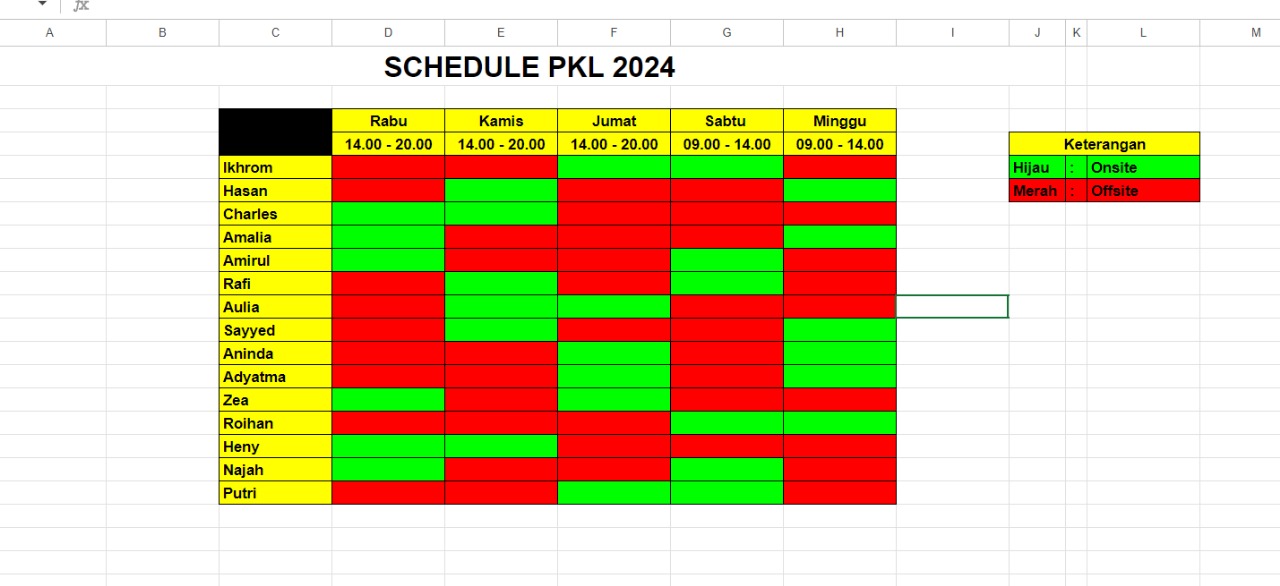 fx
A B C D E F G H I J K L M
SCHEDULE PKL 2024
Rabu Kamis Jumat Sabtu Minggu
14.00 - 20.00 14.00 - 20.00 14.00 - 20.00 09.00 - 14.00 09.00 - 14.00
Keterangan
Ikhrom
Hijau : Onsite
Hasan
Merah : Offsite
Charles
Amalia
Amirul
Rafi
Aulia
Sayyed
Aninda
Adyatma
Zea
Roihan
Heny
Najah
Putri